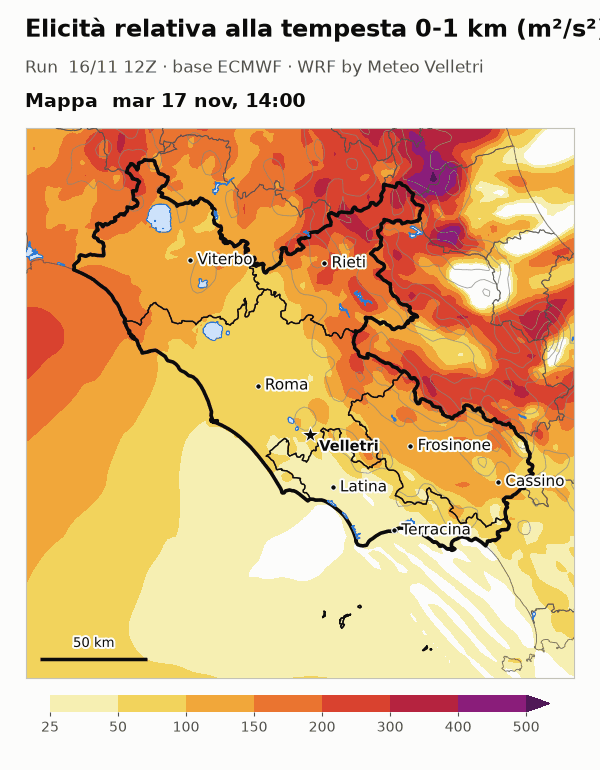 Elicità relativa alla tempesta 0-1 km (m²/s²)
Run 16/11 12Z · base ECMWF · WRF by Meteo Velletri
Mappa mar 17 nov, 14:00
Viterbo
Rieti
Roma
Velletri
Frosinone
Cassino
Latina
Terracina
50 km
25 50 100 150 200 300 400 500